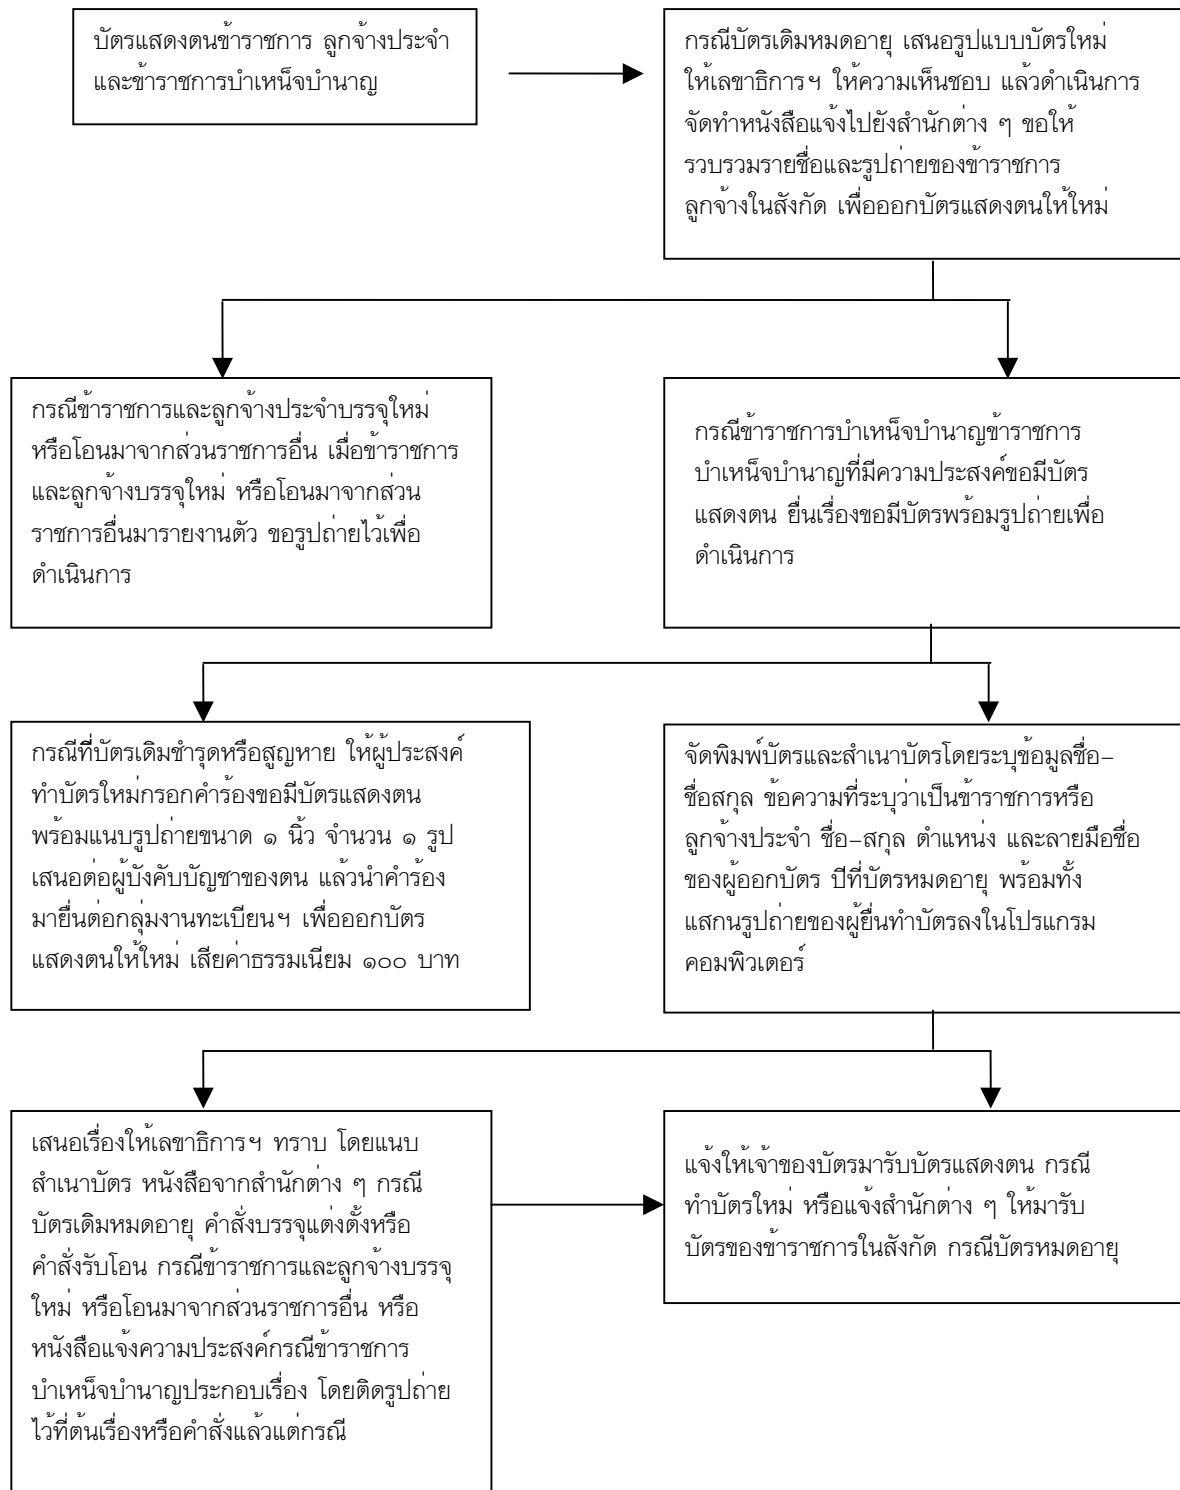 บัตรแสดงตนข้าราชการ ลูกจ้างประจำ
และข้าราชการบำเหน็จบำนาญ
กรณีบัตรเดิมหมดอายุ เสนอรูปแบบบัตรใหม่
ให้เลขาธิการฯ ให้ความเห็นชอบ แล้วดำเนินการ
จัดทำหนังสือแจ้งไปยังสำนักต่าง ๆ ขอให้
รวบรวมรายชื่อและรูปถ่ายของข้าราชการ
ลูกจ้างในสังกัด เพื่อออกบัตรแสดงตนให้ใหม่
กรณีข้าราชการและลูกจ้างประจำบรรจุใหม่
หรือโอนมาจากส่วนราชการอื่น เมื่อข้าราชการ
และลูกจ้างบรรจุใหม่ หรือโอนมาจากส่วน
ราชการอื่นมารายงานตัว ขอรูปถ่ายไว้เพื่อ
ดำเนินการ
กรณีข้าราชการบำเหน็จบำนาญข้าราชการ
บำเหน็จบำนาญที่มีความประสงค์ขอมีบัตร
แสดงตน ยื่นเรื่องขอมีบัตรพร้อมรูปถ่ายเพื่อ
ดำเนินการ
กรณีที่บัตรเดิมชำรุดหรือสูญหาย ให้ผู้ประสงค์
ทำบัตรใหม่กรอกคำร้องขอมีบัตรแสดงตน
พร้อมแนบรูปถ่ายขนาด ๑ นิ้ว จำนวน ๑ รูป
เสนอต่อผู้บังคับบัญชาของตน แล้วนำคำร้อง
มายื่นต่อกลุ่มงานทะเบียนฯ เพื่อออกบัตร
แสดงตนให้ใหม่ เสียค่าธรรมเนียม ๑๐๐ บาท
จัดพิมพ์บัตรและสำเนาบัตรโดยระบุข้อมูลชื่อ-
ชื่อสกุล ข้อความที่ระบุว่าเป็นข้าราชการหรือ
ลูกจ้างประจำ ชื่อ-สกุล ตำแหน่ง และลายมือชื่อ
ของผู้ออกบัตร ปีที่บัตรหมดอายุ พร้อมทั้ง
แสกนรูปถ่ายของผู้ยื่นทำบัตรลงในโปรแกรม
คอมพิวเตอร์
เสนอเรื่องให้เลขาธิการฯ ทราบ โดยแนบ
สำเนาบัตร หนังสือจากสำนักต่าง ๆ กรณี
บัตรเดิมหมดอายุ คำสั่งบรรจุแต่งตั้งหรือ
คำสั่งรับโอน กรณีข้าราชการและลูกจ้างบรรจุ
ใหม่ หรือโอนมาจากส่วนราชการอื่น หรือ
หนังสือแจ้งความประสงค์กรณีข้าราชการ
บำเหน็จบำนาญประกอบเรื่อง โดยติดรูปถ่าย
ไว้ที่ต้นเรื่องหรือคำสั่งแล้วแต่กรณี
แจ้งให้เจ้าของบัตรมารับบัตรแสดงตน กรณี
ทำบัตรใหม่ หรือแจ้งสำนักต่าง ๆ ให้มารับ
บัตรของข้าราชการในสังกัด กรณีบัตรหมดอายุ